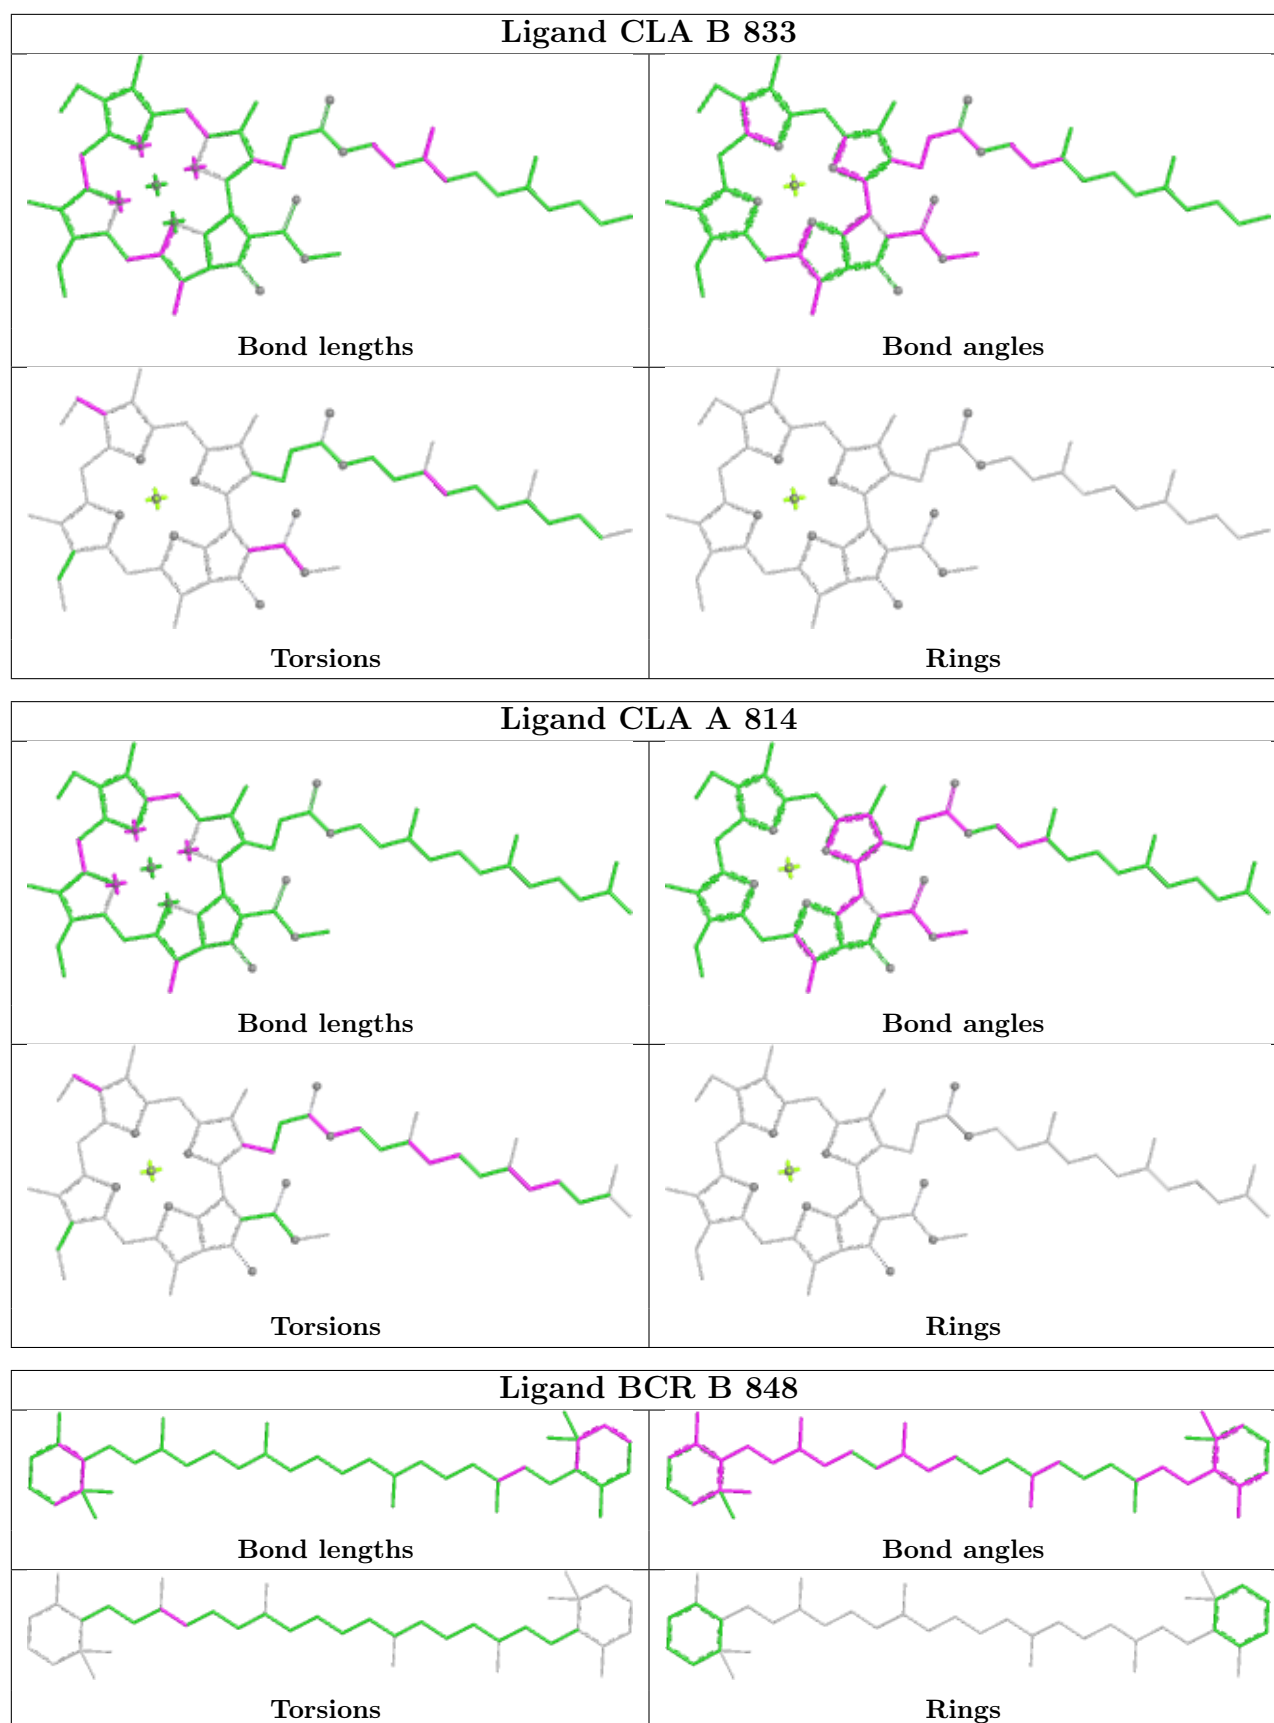 Ligand CLA B 833
Bond lengths
Bond angles
Torsions
Rings
Ligand CLA A 814
Bond lengths
Bond angles
Torsions
Rings
Ligand BCR B 848
Bond lengths
Bond angles
Torsions
Rings